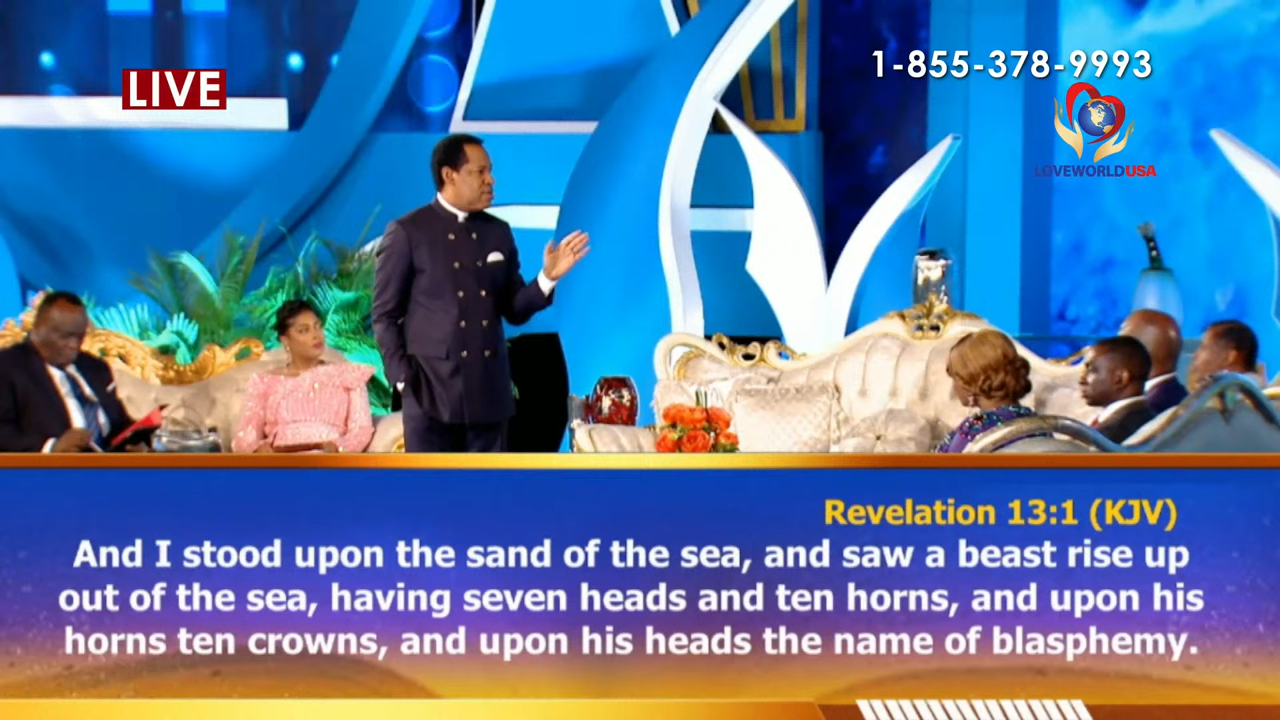 1-855-378-9993
LIVE
LOVEWORLDUSA
Revelation 13:1 (KJV)
And I stood upon the sand of the sea, and saw a beast rise up
out of the sea, having seven heads and ten horns, and upon his
horns ten crowns, and upon his heads the name of blasphemy.